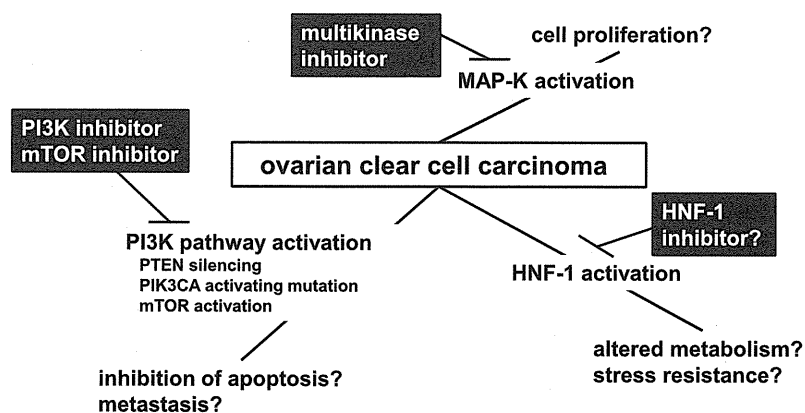 multikinase
inhibitor
cell proliferation?
MAP-K activation
PI3K inhibitor
mTOR inhibitor
ovarian clear cell carcinoma
HNF-1
inhibitor?
PI3K pathway activation
PTEN silencing
PIK3CA activating mutation
mTOR activation
HNF-1 activation
altered metabolism?
stress resistance?
inhibition of apoptosis?
metastasis?